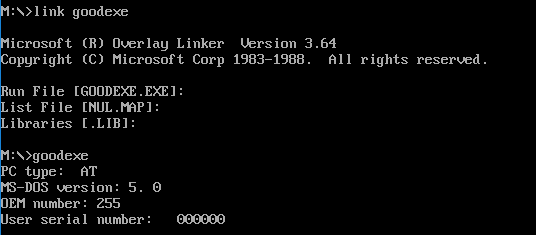 M:\>link goodexe
Microsoft (R) Overlay Linker  Version 3.64
Copyright (C) Microsoft Corp 1983-1988.  All rights reserved.
Run File [GOODEXE.EXE]:
List File [NUL.MAP]:
Libraries [.LIB]:
M:\>goodexe
PC type:  AT
MS-DOS version: 5. 0
OEM number: 255
User serial number:   000000